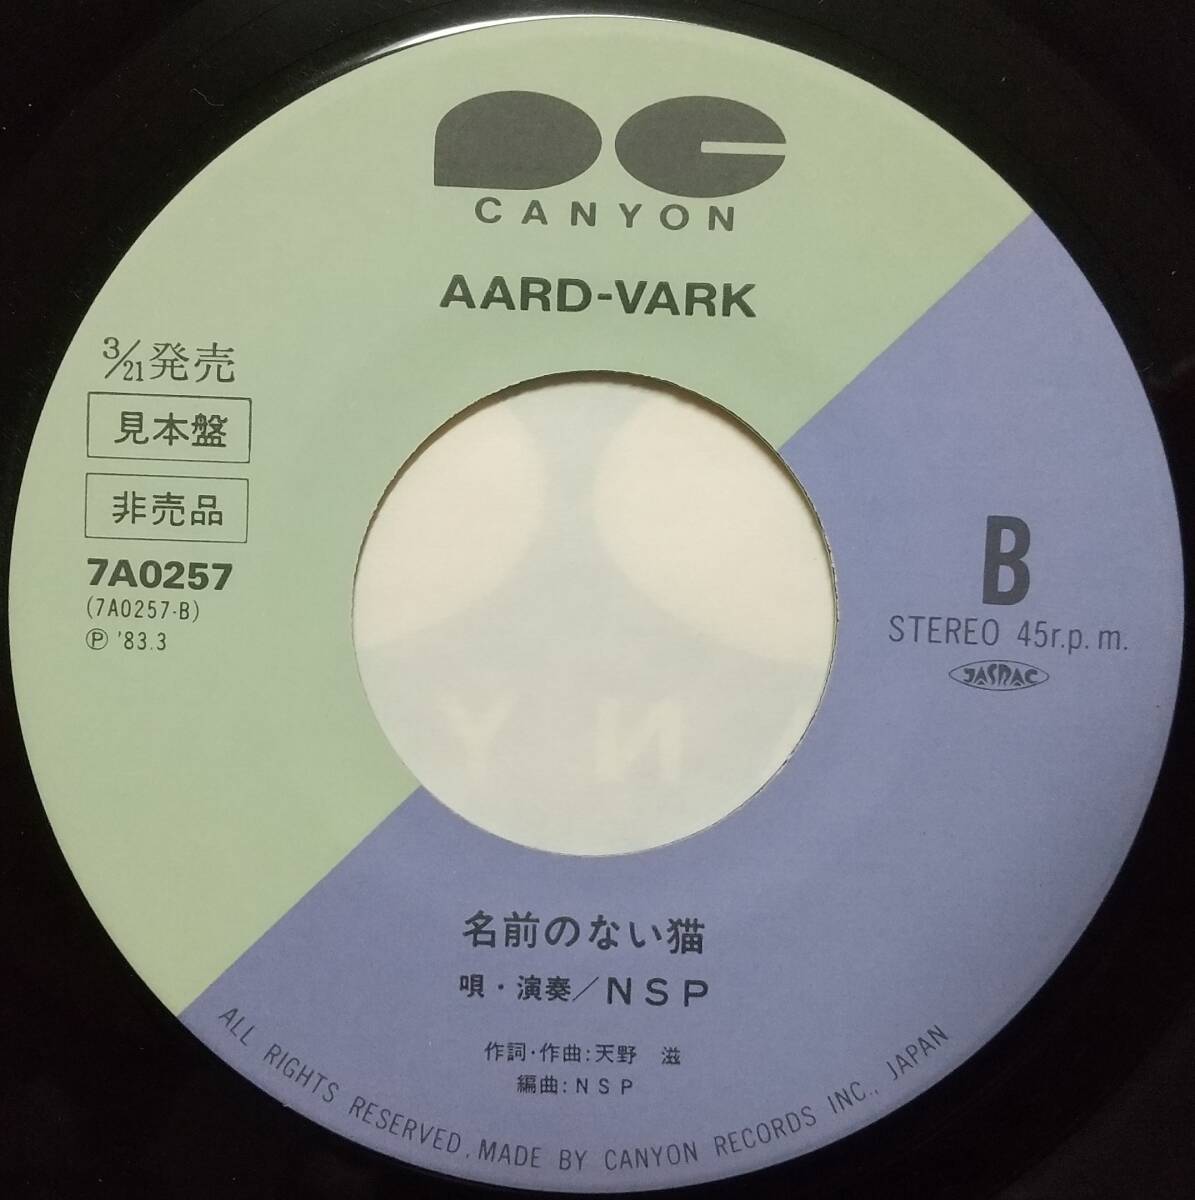 CANYON
AARD-VARK
3/21発売
見本盤
非売品
7A0257
(7A0257-B)
Ⓟ '83.3
B
STEREO 45r.p.m.
JASRAC
名前のない猫
唄・演奏/NSP
作詞・作曲:天野 滋
編曲:NSP
ALL RIGHTS RESERVED. MADE BY CANYON RECORDS INC., JAPAN
Y N